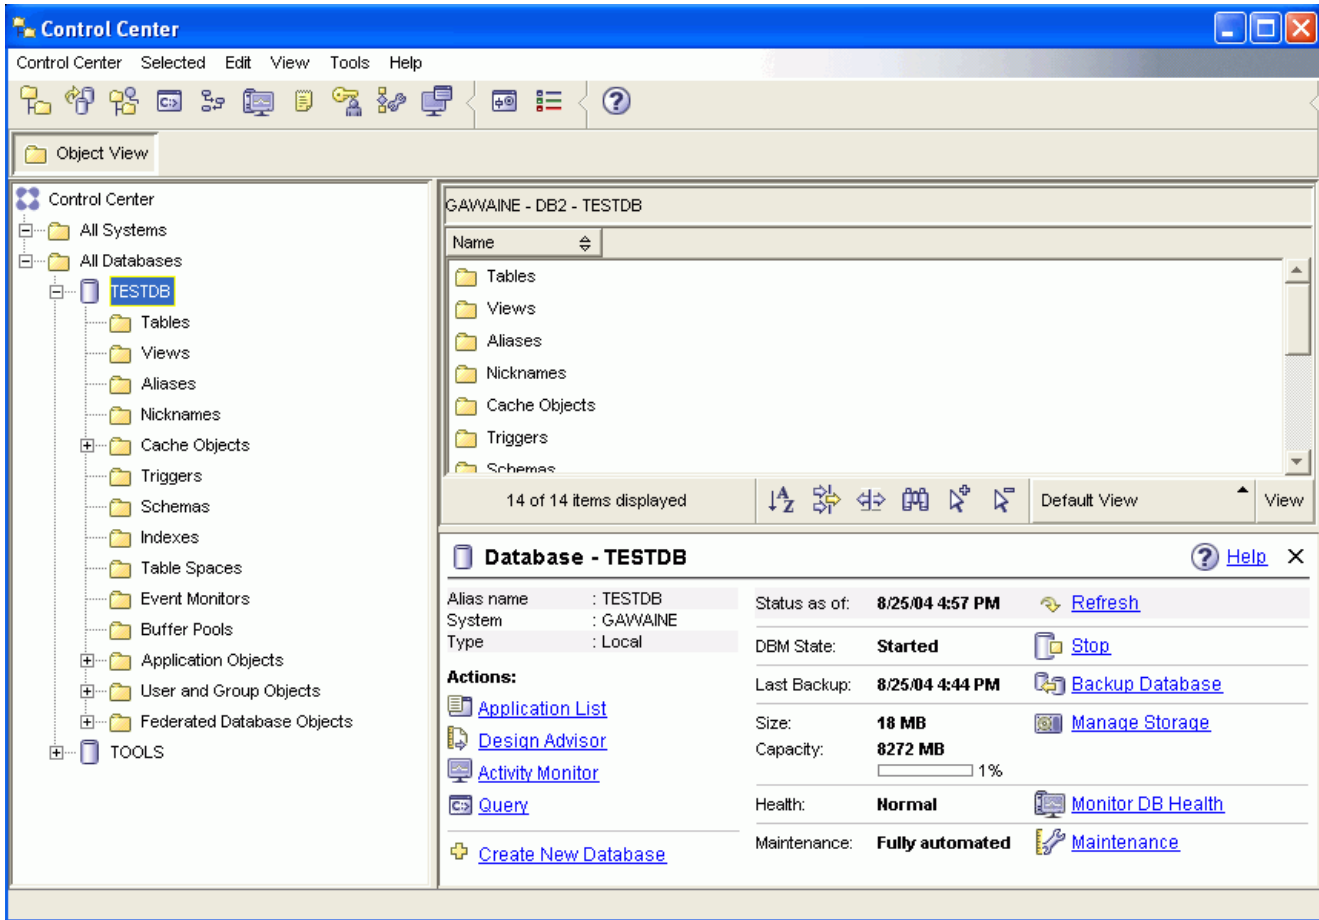 Control Center
Control Center Selected Edit View Tools Help
Object View
Control Center
All Systems
All Databases
TESTDB
Tables
Views
Aliases
Nicknames
Cache Objects
Triggers
Schemas
Indexes
Table Spaces
Event Monitors
Buffer Pools
Application Objects
User and Group Objects
Federated Database Objects
TOOLS
GAWAINE - DB2 - TESTDB
Name
Tables
Views
Aliases
Nicknames
Cache Objects
Triggers
Schemas
14 of 14 items displayed
Default View
View
Database - TESTDB
Help
Alias name : TESTDB
System : GAWAINE
Type : Local
Actions:
Application List
Design Advisor
Activity Monitor
Query
Create New Database
Status as of: 8/25/04 4:57 PM Refresh
DBM State: Started Stop
Last Backup: 8/25/04 4:44 PM Backup Database
Size: 18 MB Manage Storage
Capacity: 8272 MB
1%
Health: Normal Monitor DB Health
Maintenance: Fully automated Maintenance